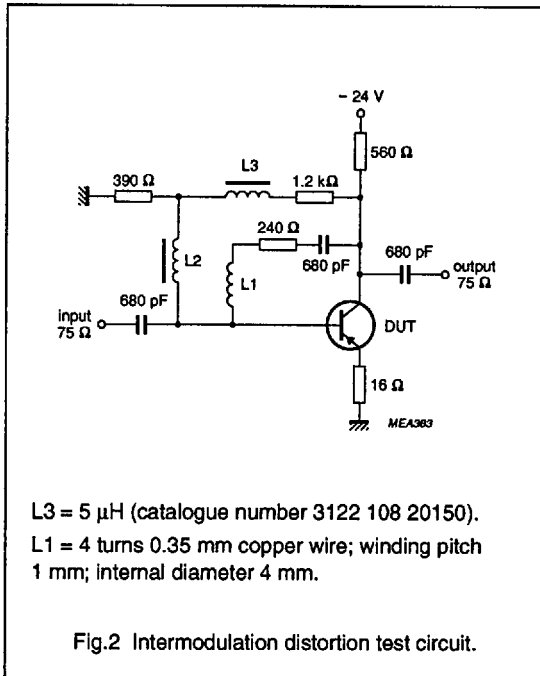 – 24 V
560 Ω
L3
390 Ω
1.2 kΩ
240 Ω
680 pF
L2
L1
680 pF
output
75 Ω
680 pF
input
75 Ω
DUT
16 Ω
MEA383
L3 = 5 μH (catalogue number 3122 108 20150).
L1 = 4 turns 0.35 mm copper wire; winding pitch
1 mm; internal diameter 4 mm.
Fig.2 Intermodulation distortion test circuit.